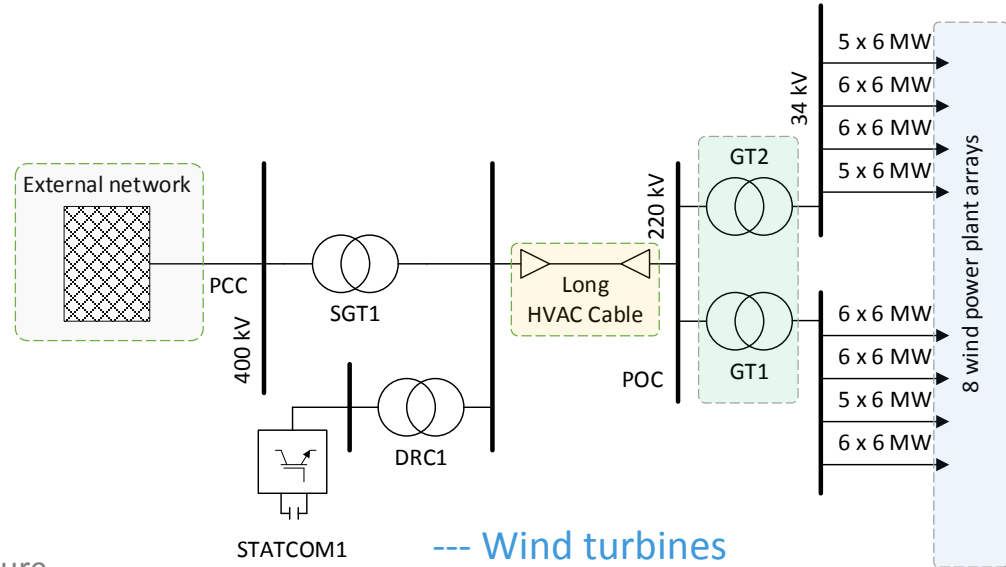 External network
PCC
400 kV
SGT1
DRC1
STATCOM1
Long
HVAC Cable
220 kV
POC
GT2
GT1
34 kV
5 x 6 MW
6 x 6 MW
6 x 6 MW
5 x 6 MW
6 x 6 MW
6 x 6 MW
5 x 6 MW
6 x 6 MW
8 wind power plant arrays
--- Wind turbines